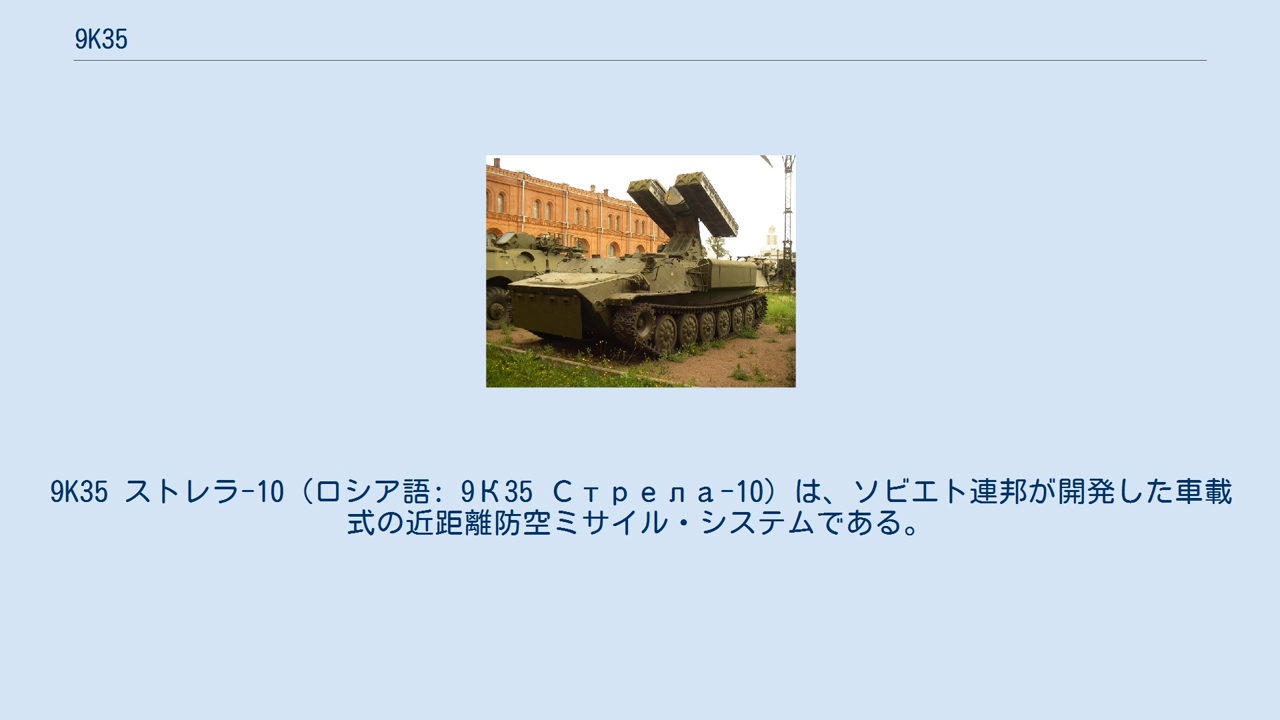 9K35
9K35 ストレラ-10（ロシア語: 9К35 Стрела-10）は、ソビエト連邦が開発した車載
式の近距離防空ミサイル・システムである。